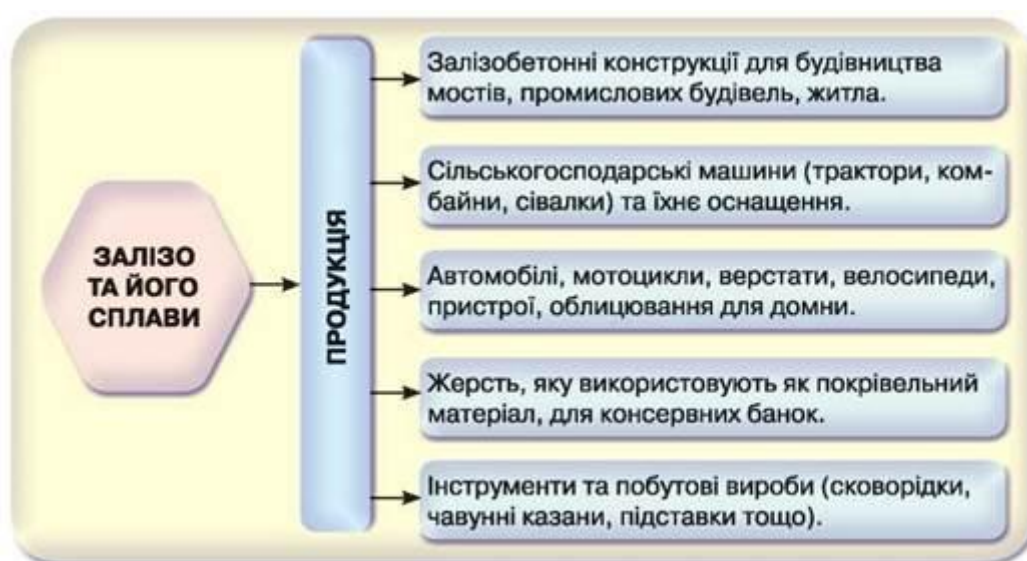 ЗАЛІЗО
ТА ЙОГО
СПЛАВИ
ПРОДУКЦІЯ
Залізобетонні конструкції для будівництва
мостів, промислових будівель, житла.
Сільськогосподарські машини (трактори, ком-
байни, сівалки) та їхнє оснащення.
Автомобілі, мотоцикли, верстати, велосипеди,
пристрої, облицювання для домни.
Жерсть, яку використовують як покрівельний
матеріал, для консервних банок.
Інструменти та побутові вироби (сковорідки,
чавунні казани, підставки тощо).